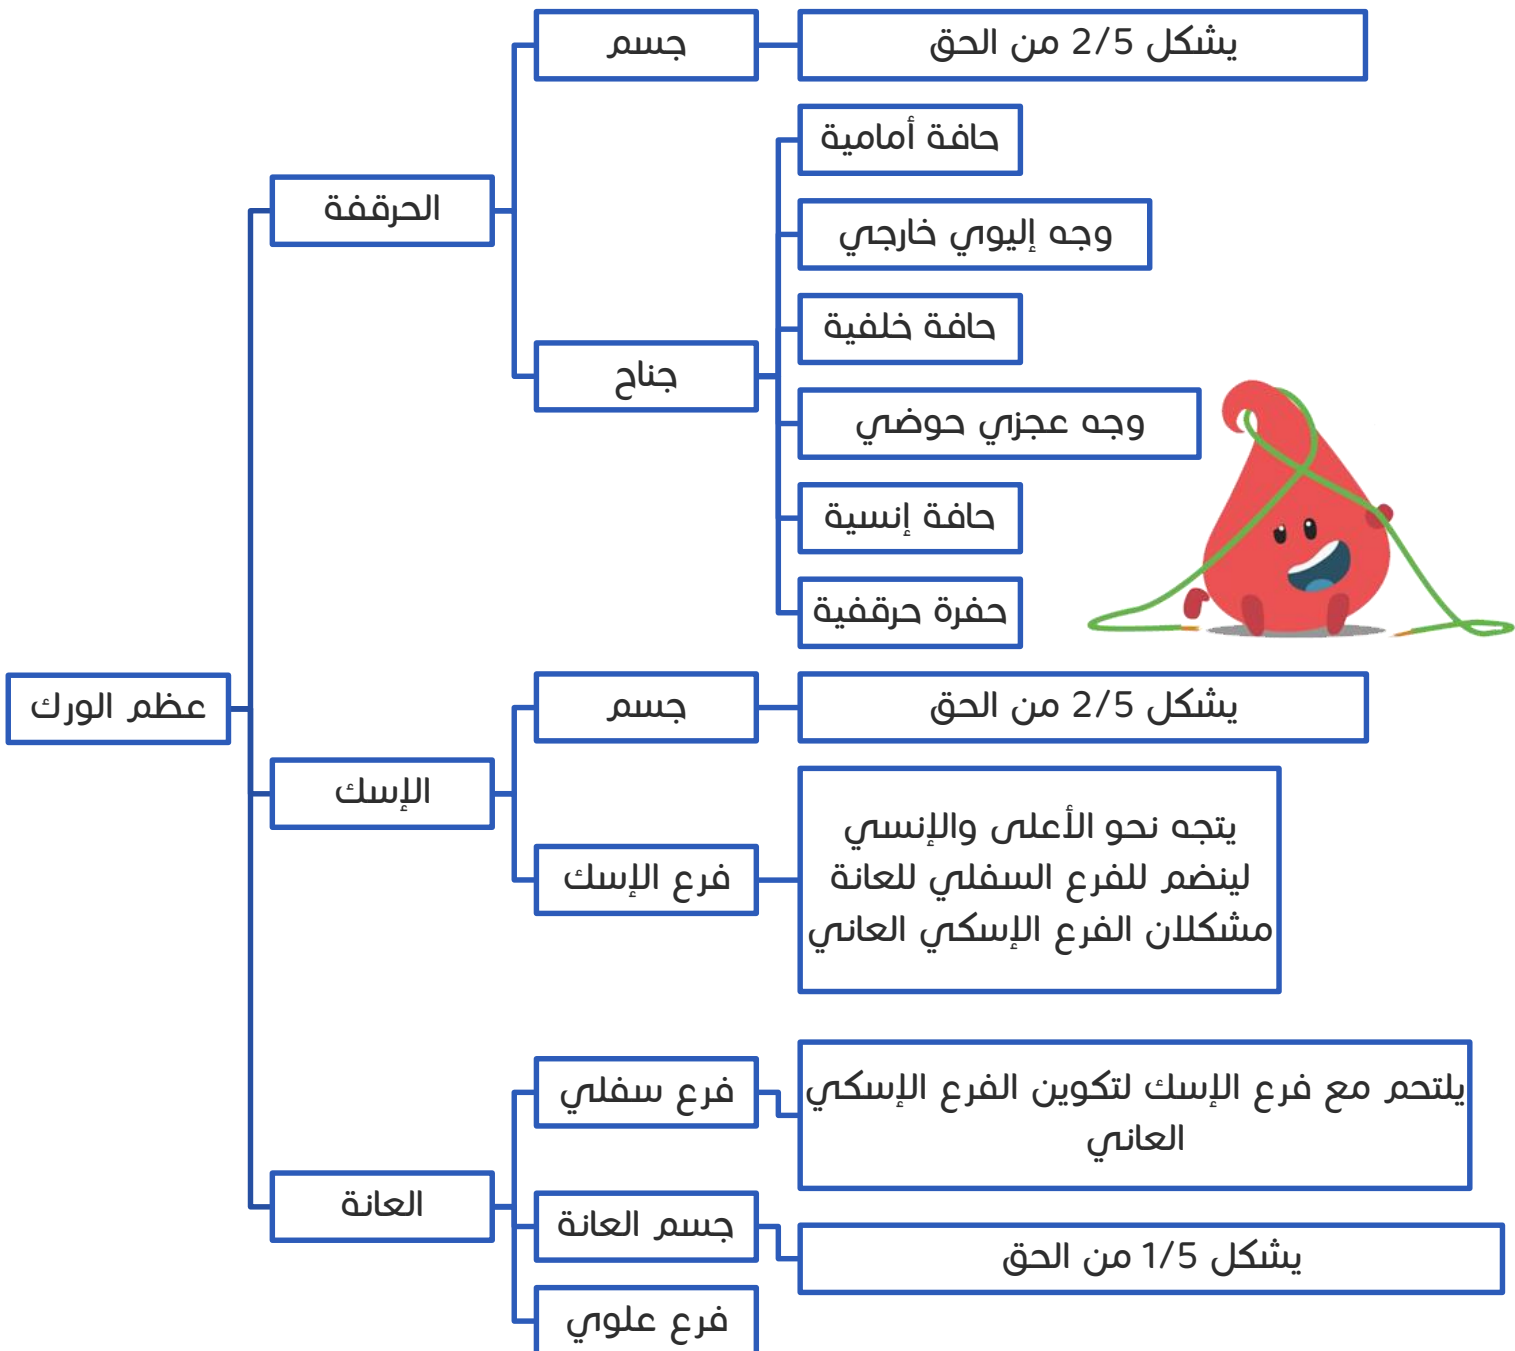 عظم الورك
الحرقفة
جسم
يشكل 2/5 من الحق
جناح
حافة أمامية
وجه إليوي خارجي
حافة خلفية
وجه عجزي حوضي
حافة إنسية
حفرة حرقفية
الإسك
جسم
يشكل 2/5 من الحق
فرع الإسك
يتجه نحو الأعلى والإنسي
لينضم للفرع السفلي للعانة
مشكلان الفرع الإسكي العاني
العانة
فرع سفلي
يلتحم مع فرع الإسك لتكوين الفرع الإسكي
العاني
جسم العانة
يشكل 1/5 من الحق
فرع علوي